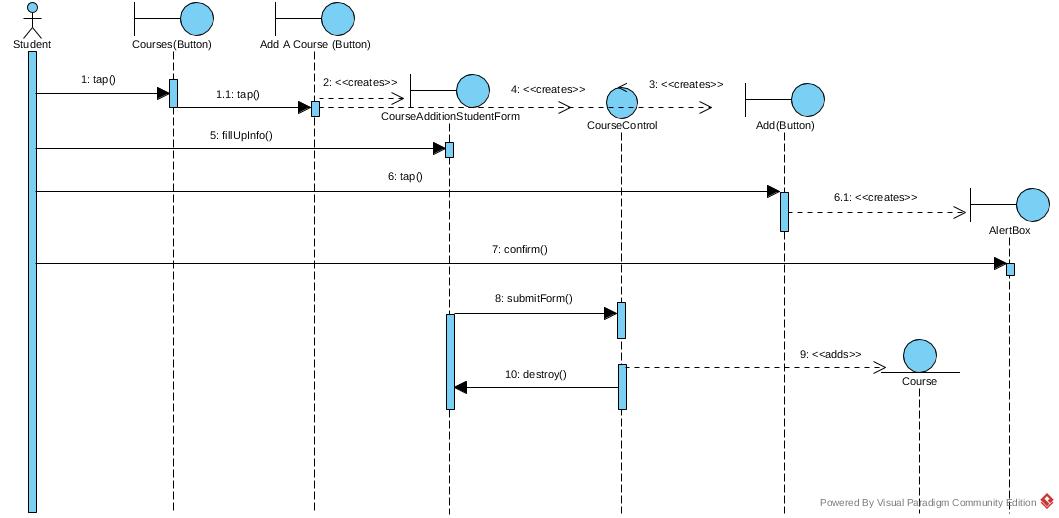 Student
Courses(Button)
Add A Course (Button)
1: tap()
1.1: tap()
2: <<creates>>
4: <<creates>>
3: <<creates>>
CourseAdditionStudentForm
CourseControl
Add(Button)
5: fillUpInfo()
6: tap()
6.1: <<creates>>
AlertBox
7: confirm()
8: submitForm()
9: <<adds>>
10: destroy()
Course
Powered By Visual Paradigm Community Edition